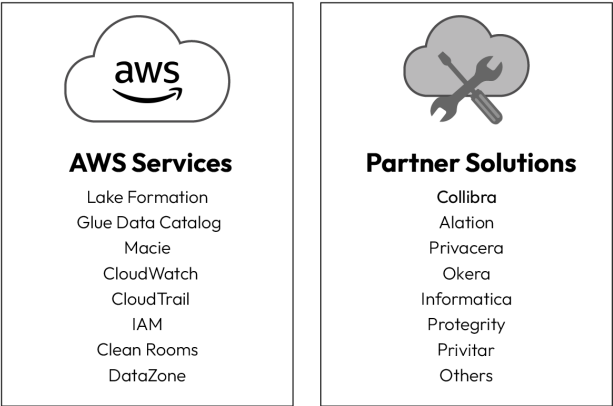 aws
AWS Services
Lake Formation
Glue Data Catalog
Macie
CloudWatch
CloudTrail
IAM
Clean Rooms
DataZone
Partner Solutions
Collibra
Alation
Privacera
Okera
Informatica
Protegrity
Privitar
Others